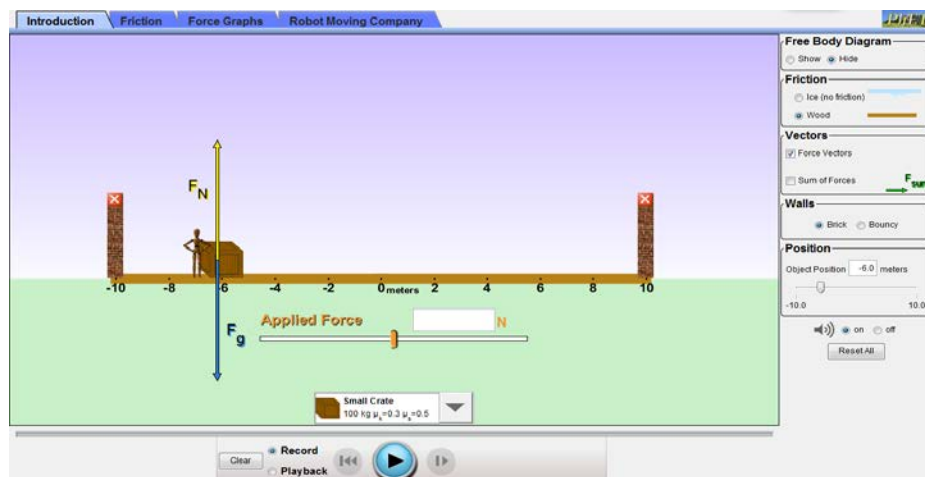 Introduction
Friction
Force Graphs
Robot Moving Company
Free Body Diagram
Show Hide
Friction
Ice (no friction)
Wood
Vectors
Force Vectors
Sum of Forces
F sum
Walls
Brick Bouncy
Position
Object Position -6.0 meters
-10.0 10.0
on off
Reset All
F N
-10 -8 -6 -4 -2 0 meters 2 4 6 8 10
F g
Applied Force N
Small Crate
100 kg μk=0.3 μs=0.5
Clear
Record
Playback